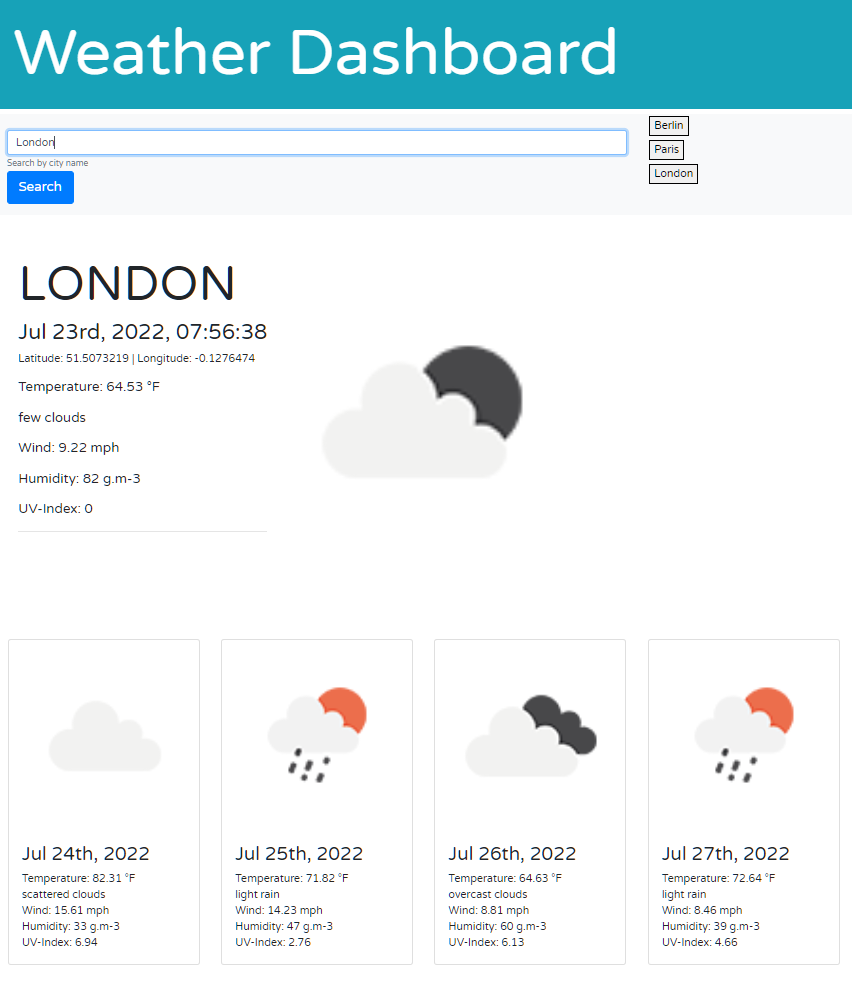 Weather Dashboard
London
Search by city name
Search
Berlin
Paris
London
LONDON
Jul 23rd, 2022, 07:56:38
Latitude: 51.5073219 | Longitude: -0.1276474
Temperature: 64.53 °F
few clouds
Wind: 9.22 mph
Humidity: 82 g.m-3
UV-Index: 0
Jul 24th, 2022
Temperature: 82.31 °F
scattered clouds
Wind: 15.61 mph
Humidity: 33 g.m-3
UV-Index: 6.94
Jul 25th, 2022
Temperature: 71.82 °F
light rain
Wind: 14.23 mph
Humidity: 47 g.m-3
UV-Index: 2.76
Jul 26th, 2022
Temperature: 64.63 °F
overcast clouds
Wind: 8.81 mph
Humidity: 60 g.m-3
UV-Index: 6.13
Jul 27th, 2022
Temperature: 72.64 °F
light rain
Wind: 8.46 mph
Humidity: 39 g.m-3
UV-Index: 4.66